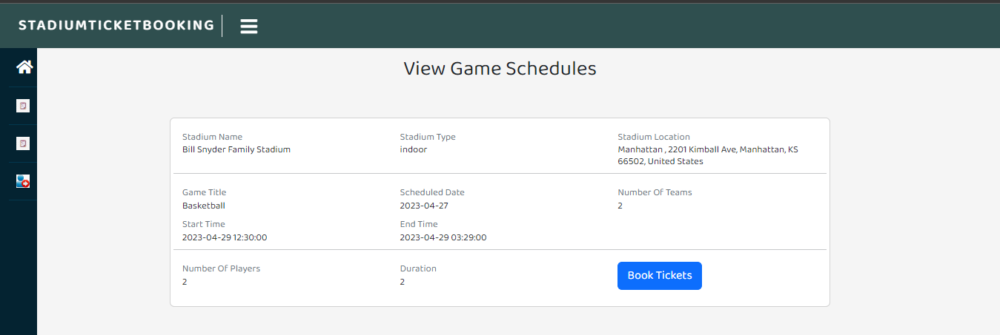 STADIUMTICKETBOOKING
View Game Schedules
Stadium Name
Bill Snyder Family Stadium
Stadium Type
indoor
Stadium Location
Manhattan , 2201 Kimball Ave, Manhattan, KS
66502, United States
Game Title
Basketball
Scheduled Date
2023-04-27
Number Of Teams
2
Start Time
2023-04-29 12:30:00
End Time
2023-04-29 03:29:00
Number Of Players
2
Duration
2
Book Tickets